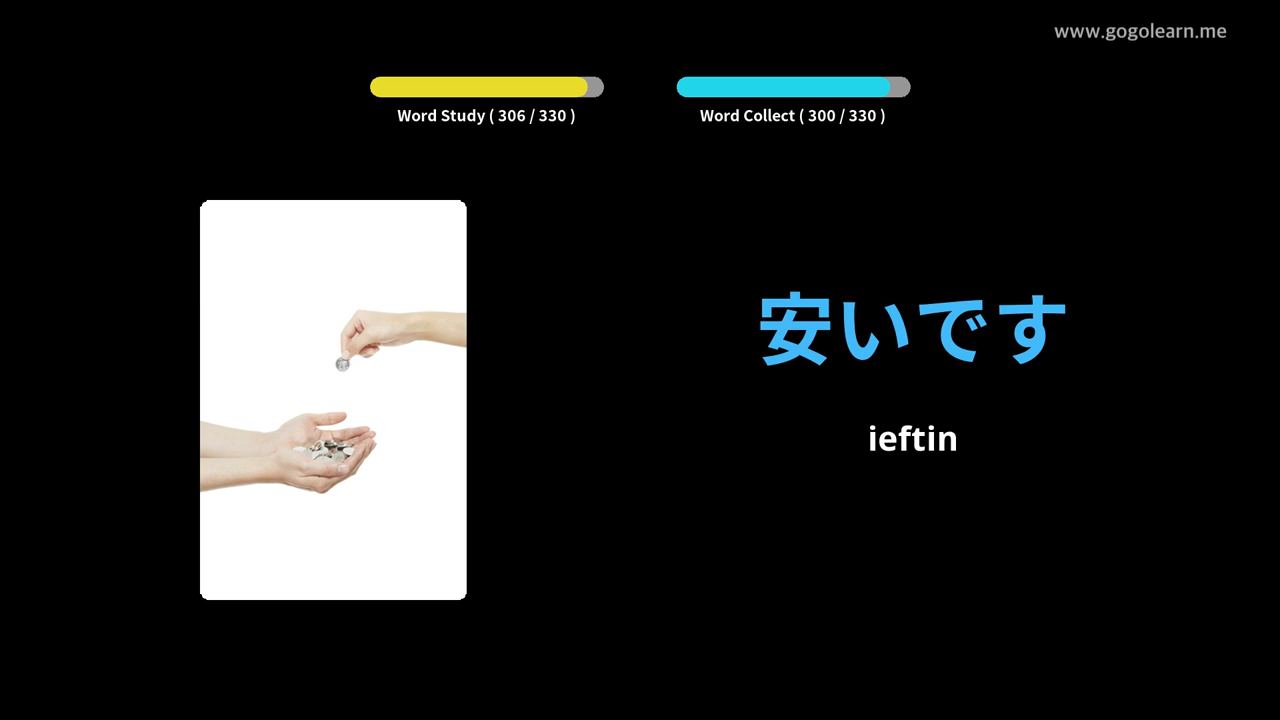 www.gogolearn.me
Word Study ( 306 / 330 )
Word Collect ( 300 / 330 )
安いです
ieftin